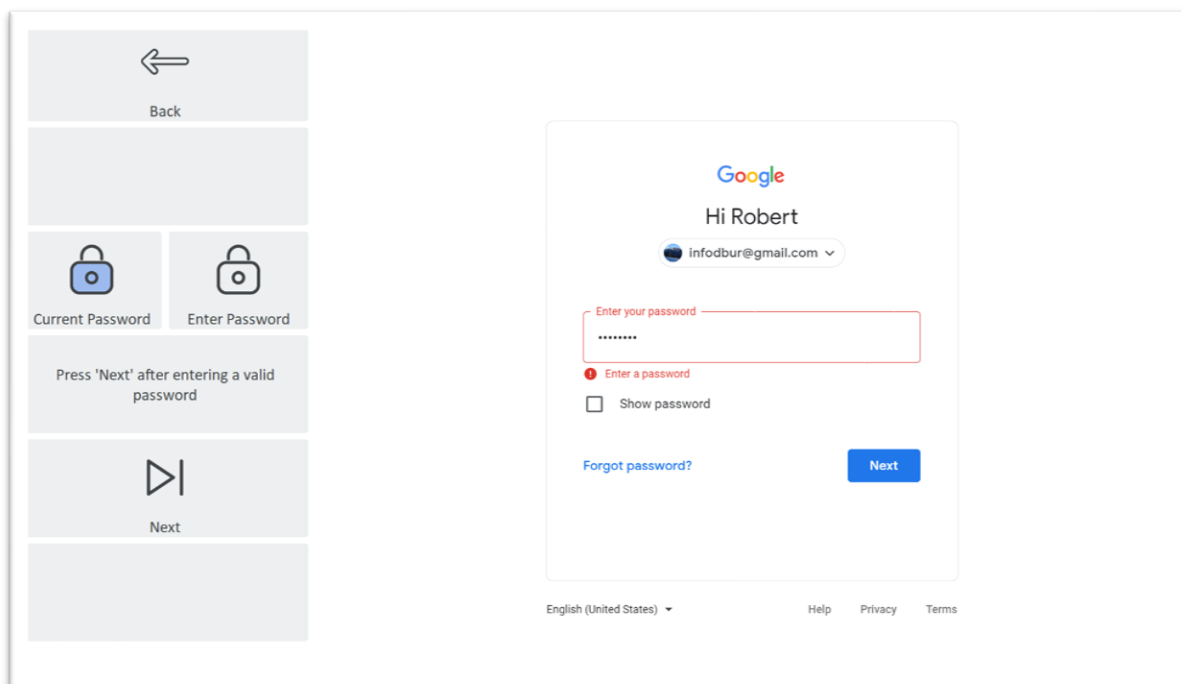 Back
Current Password
Enter Password
Press 'Next' after entering a valid
password
Next
Google
Hi Robert
infodbur@gmail.com
Enter your password
••••••••
! Enter a password
Show password
Forgot password?
Next
English (United States)
Help
Privacy
Terms